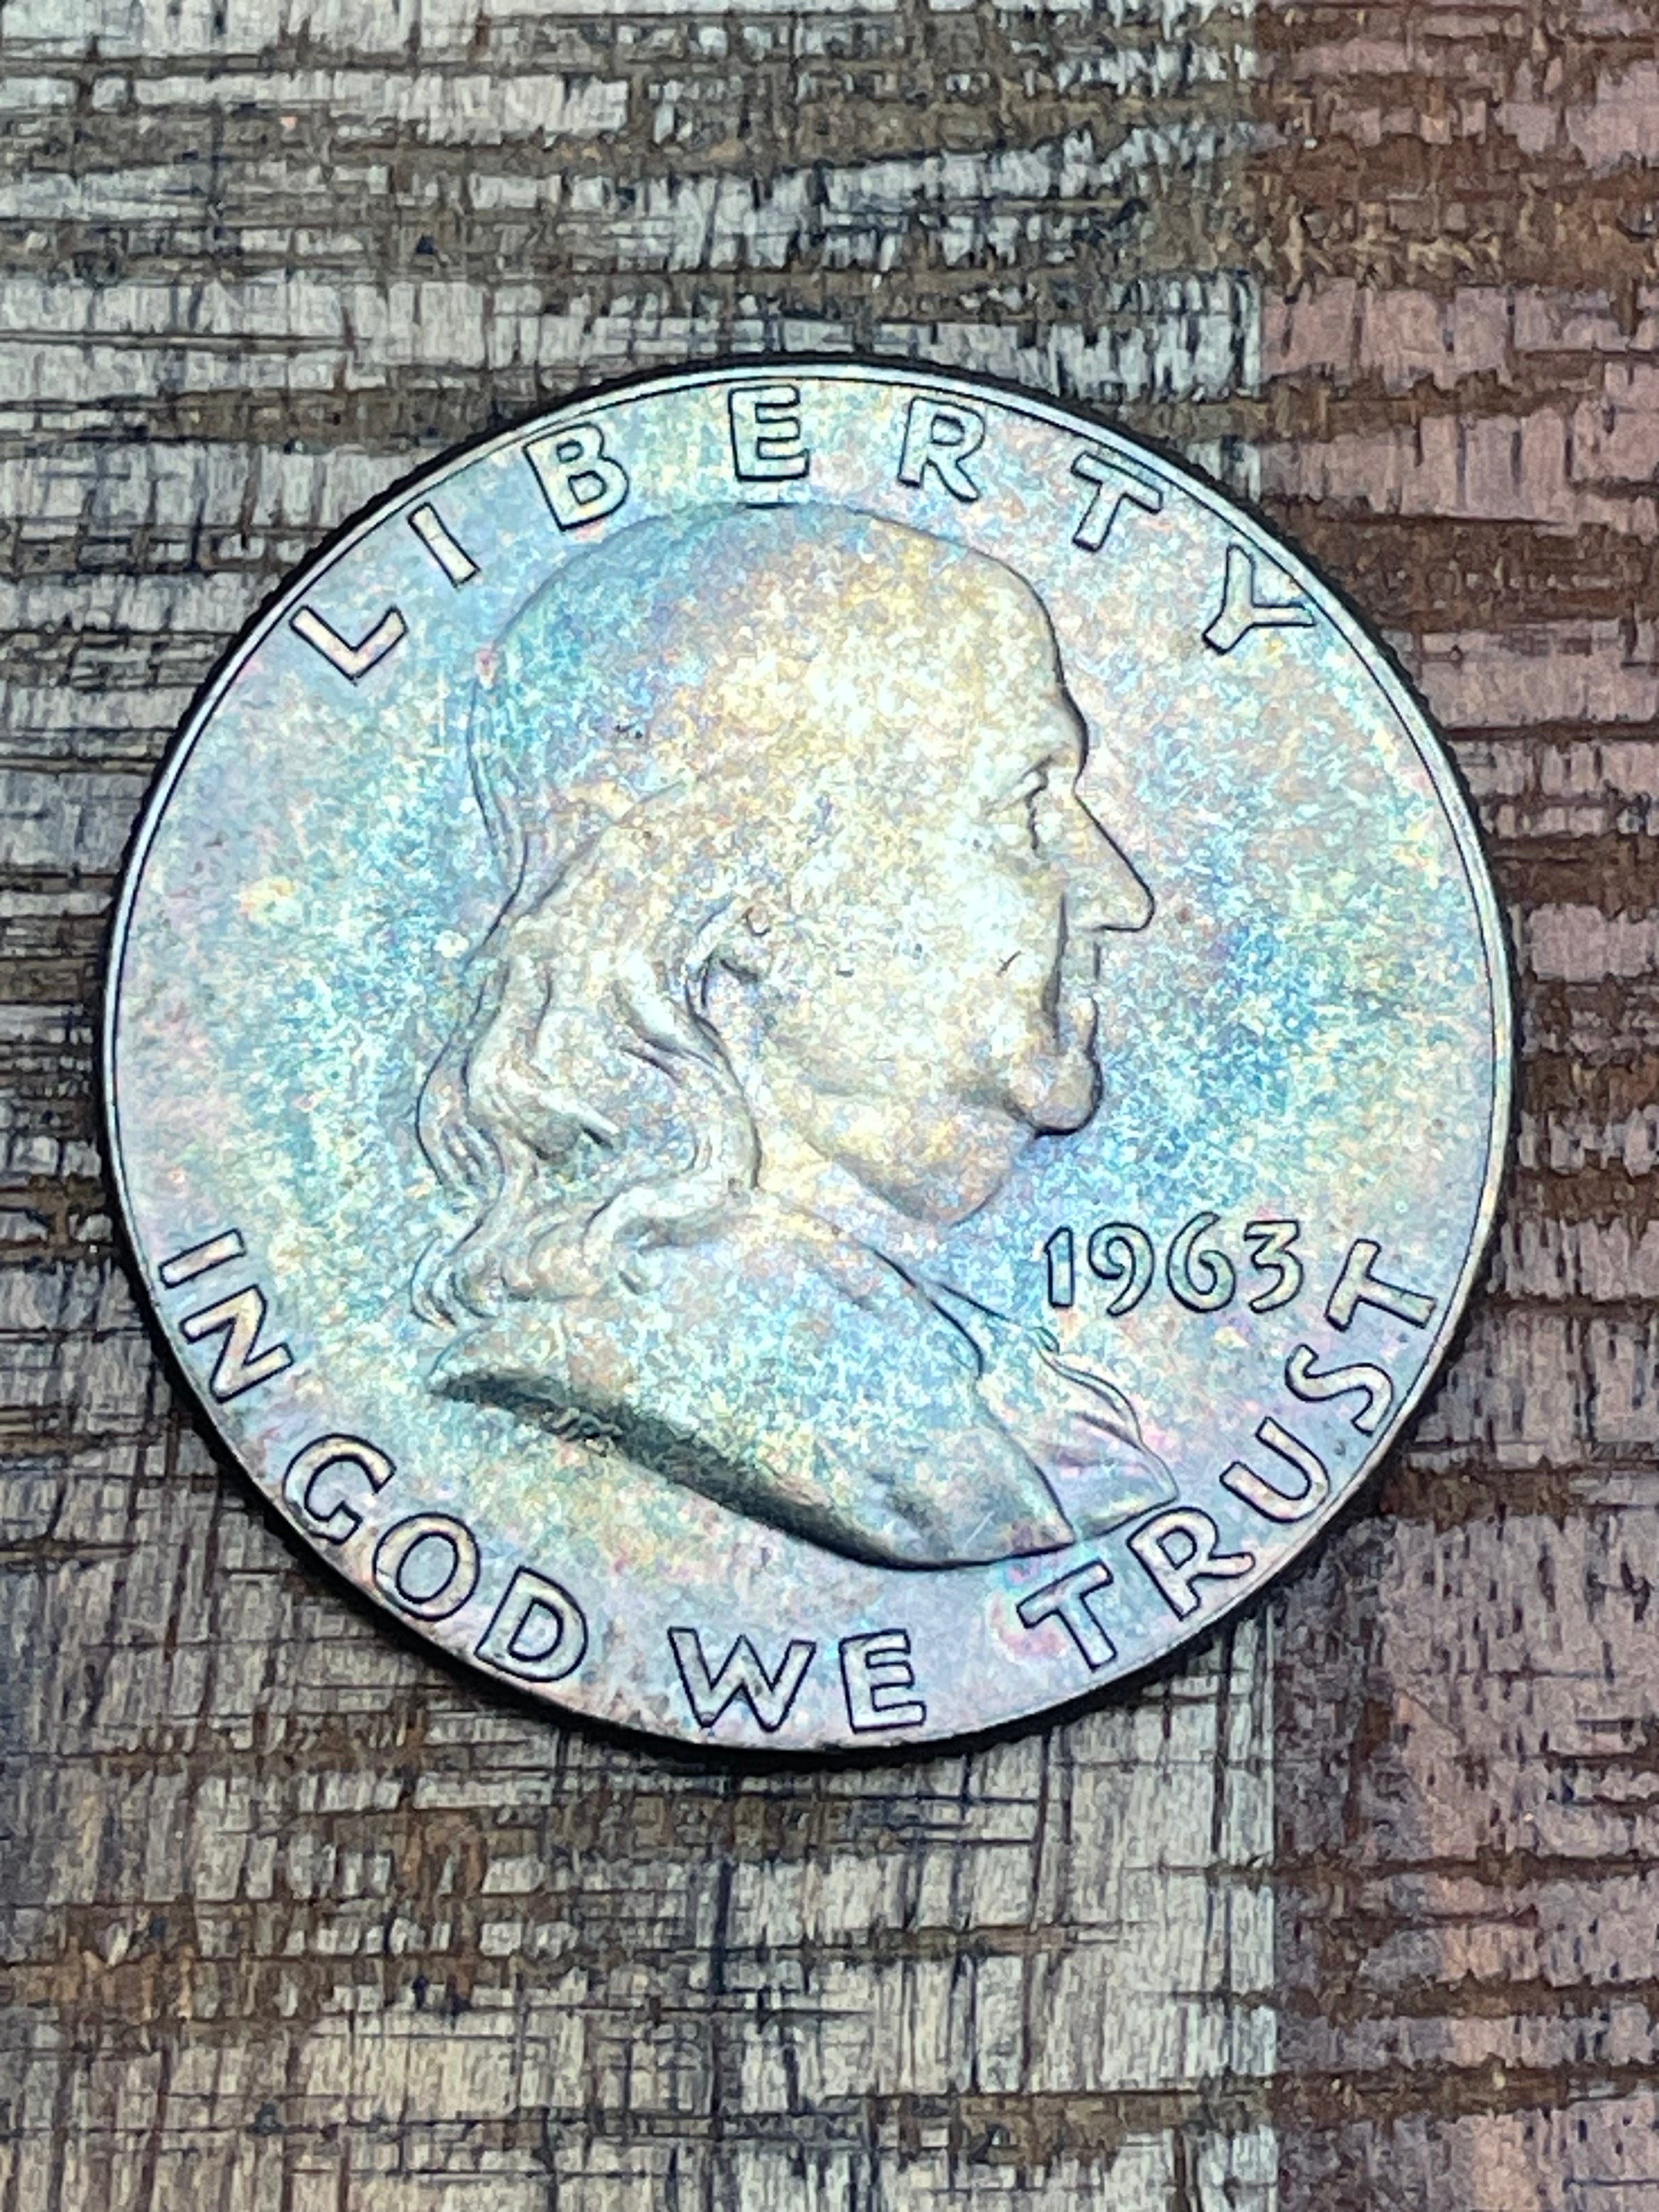 LIBERTY
1963
IN GOD WE TRUST